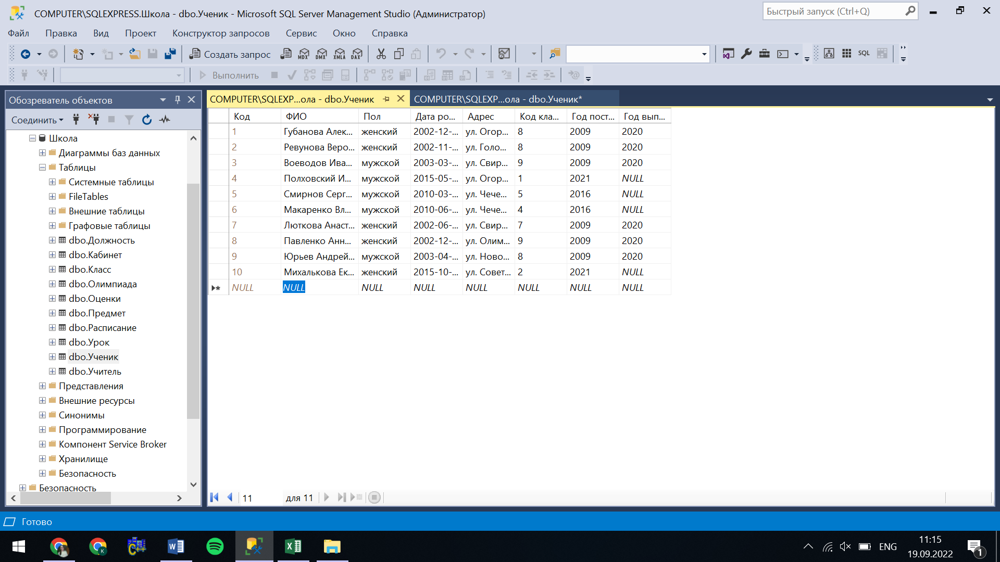 COMPUTER\SQLEXPRESS.Школа - dbo.Ученик - Microsoft SQL Server Management Studio (Администратор)
Быстрый запуск (Ctrl+Q)
Файл Правка Вид Проект Конструктор запросов Сервис Окно Справка
Создать запрос MDX DMX XMLA DAX SQL
Выполнить
Обозреватель объектов
COMPUTER\SQLEXP...ола - dbo.Ученик
COMPUTER\SQLEXP...ола - dbo.Ученик*
Соединить
Школа
Диаграммы баз данных
Таблицы
Системные таблицы
FileTables
Внешние таблицы
Графовые таблицы
dbo.Должность
dbo.Кабинет
dbo.Класс
dbo.Олимпиада
dbo.Оценки
dbo.Предмет
dbo.Расписание
dbo.Урок
dbo.Ученик
dbo.Учитель
Представления
Внешние ресурсы
Синонимы
Программирование
Компонент Service Broker
Хранилище
Безопасность
Безопасность
Код ФИО Пол Дата ро... Адрес Код кла... Год пост... Год вып...
1 Губанова Алек... женский 2002-12-... ул. Огор... 8 2009 2020
2 Ревунова Веро... женский 2002-11-... ул. Голо... 8 2009 2020
3 Воеводов Ива... мужской 2003-03-... ул. Свир... 9 2009 2020
4 Полховский И... мужской 2015-05-... ул. Огор... 1 2021 NULL
5 Смирнов Серг... мужской 2010-03-... ул. Чече... 5 2016 NULL
6 Макаренко Вл... мужской 2010-06-... ул. Чече... 4 2016 NULL
7 Люткова Анаст... женский 2002-06-... ул. Свир... 7 2009 2020
8 Павленко Анн... женский 2002-12-... ул. Олим... 9 2009 2020
9 Юрьев Андрей... мужской 2003-04-... ул. Ново... 8 2009 2020
10 Михалькова Ек... женский 2015-10-... ул. Совет... 2 2021 NULL
NULL NULL NULL NULL NULL NULL NULL NULL
11 для 11
Готово
ENG
11:15
19.09.2022
1